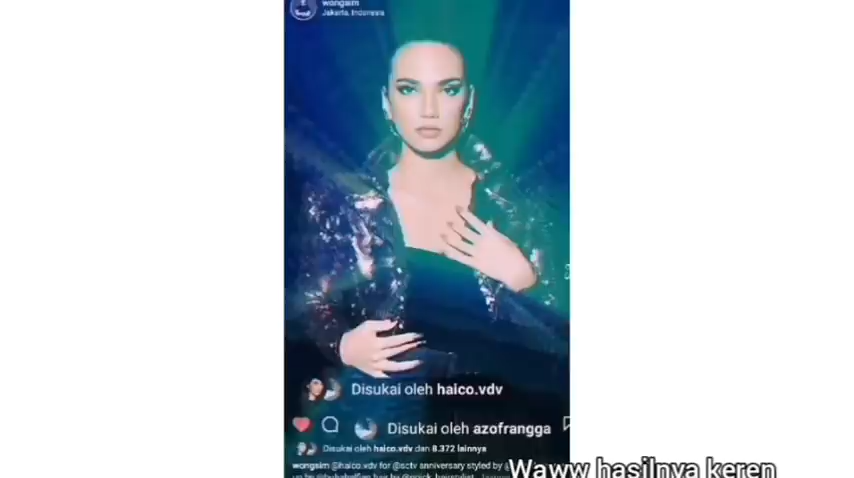 wongsim
Jakarta, Indonesia
Disukai oleh haico.vdv
Disukai oleh azofrangga
Disukai oleh haico.vdv dan 8.372 lainnya
wongsim @haico.vdv for @sctv anniversary styled by
Waww hasilnya keren